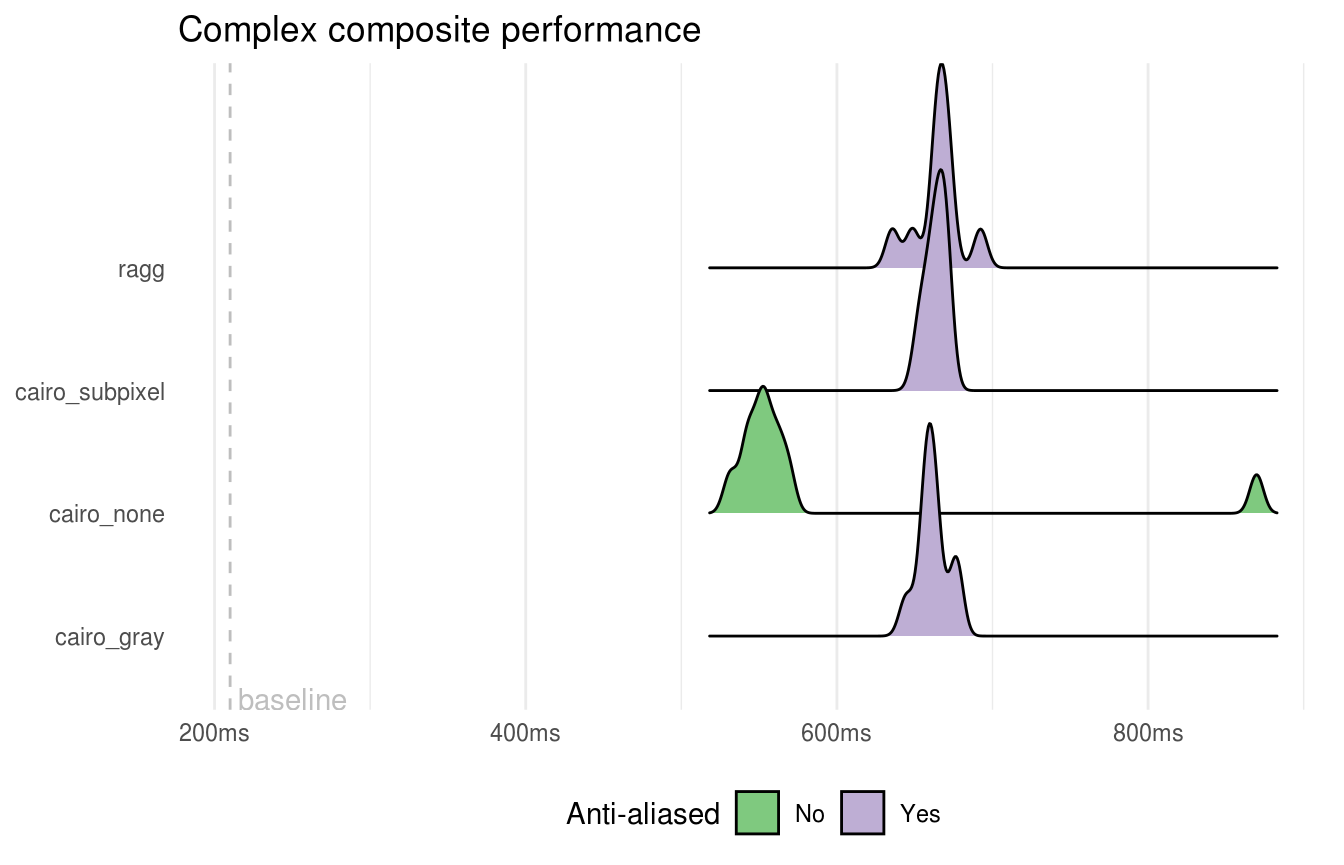 Complex composite performance
ragg
cairo_subpixel
cairo_none
cairo_gray
baseline
200ms 400ms 600ms 800ms
Anti-aliased No Yes